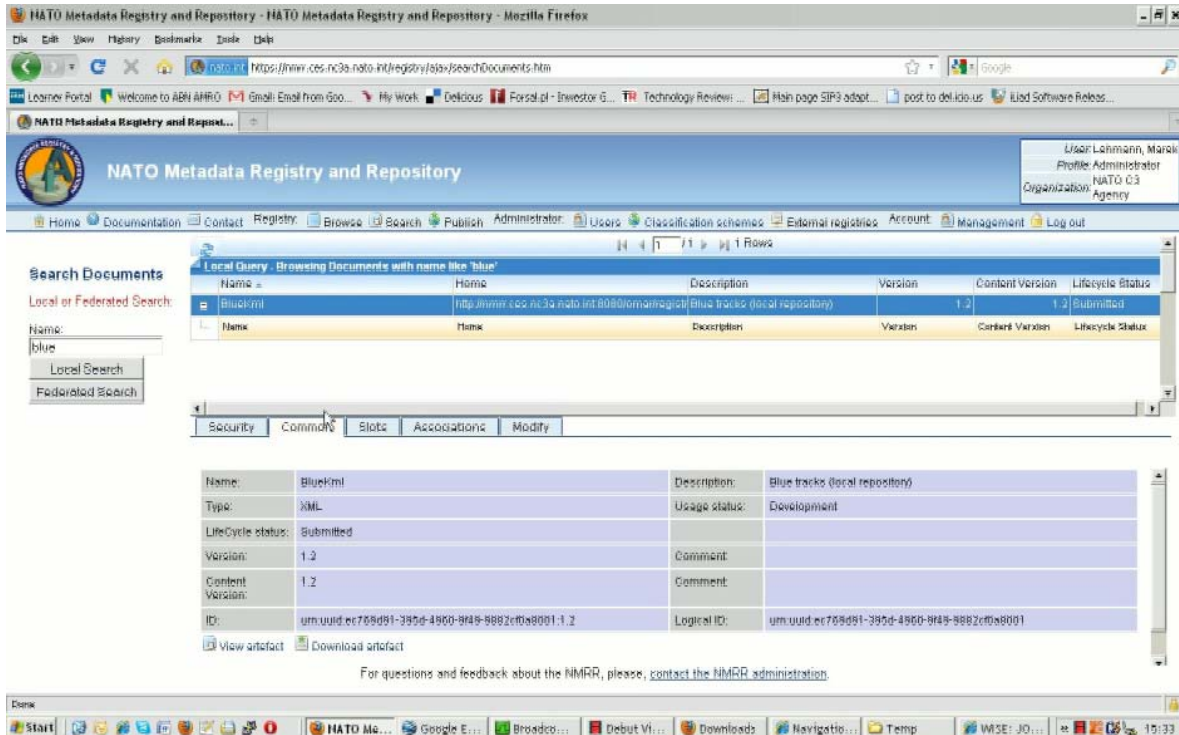 NATO Metadata Registry and Repository - NATO Metadata Registry and Repository - Mozilla Firefox
File Edit View History Bookmarks Tools Help
nato.int https://nmrr.ces.nc3a.nato.int/registry/ajax/searchDocuments.htm Google
Learner Portal Welcome to ABN AMRO Gmail: Email from Goo... My Work Delicious Forsal.pl - Inwestor G... Technology Review: ... Main page SIP3 adapt... post to del.icio.us iLiad Software Releas...
NATO Metadata Registry and Reposi...
NATO Metadata Registry and Repository
User: Lehmann, Marek
Profile: Administrator
Organization: NATO C3 Agency
Home Documentation Contact Registry: Browse Search Publish Administrator: Users Classification schemes External registries Account: Management Log out
1 /1 1 Rows
Search Documents
Local or Federated Search:
Name:
blue
Local Search
Federated Search
Local Query . Browsing Documents with name like 'blue'
Name Home Description Version Content Version Lifecycle Status
BlueKml Blue tracks (local repository) 1.2 1.2 Submitted
Name Home Description Version Content Version Lifecycle Status
Security Common Slots Associations Modify
Name: BlueKml Description: Blue tracks (local repository)
Type: XML Usage status: Development
LifeCycle status: Submitted
Version: 1.2 Comment:
Content Version: 1.2 Comment:
ID: Logical ID:
View artefact Download artefact
For questions and feedback about the NMRR, please, contact the NMRR administration.
Done
Start NATO Me... Google E... Broadco... Debut Vi... Downloads Navigatio... Temp WISE: JO... 15:33